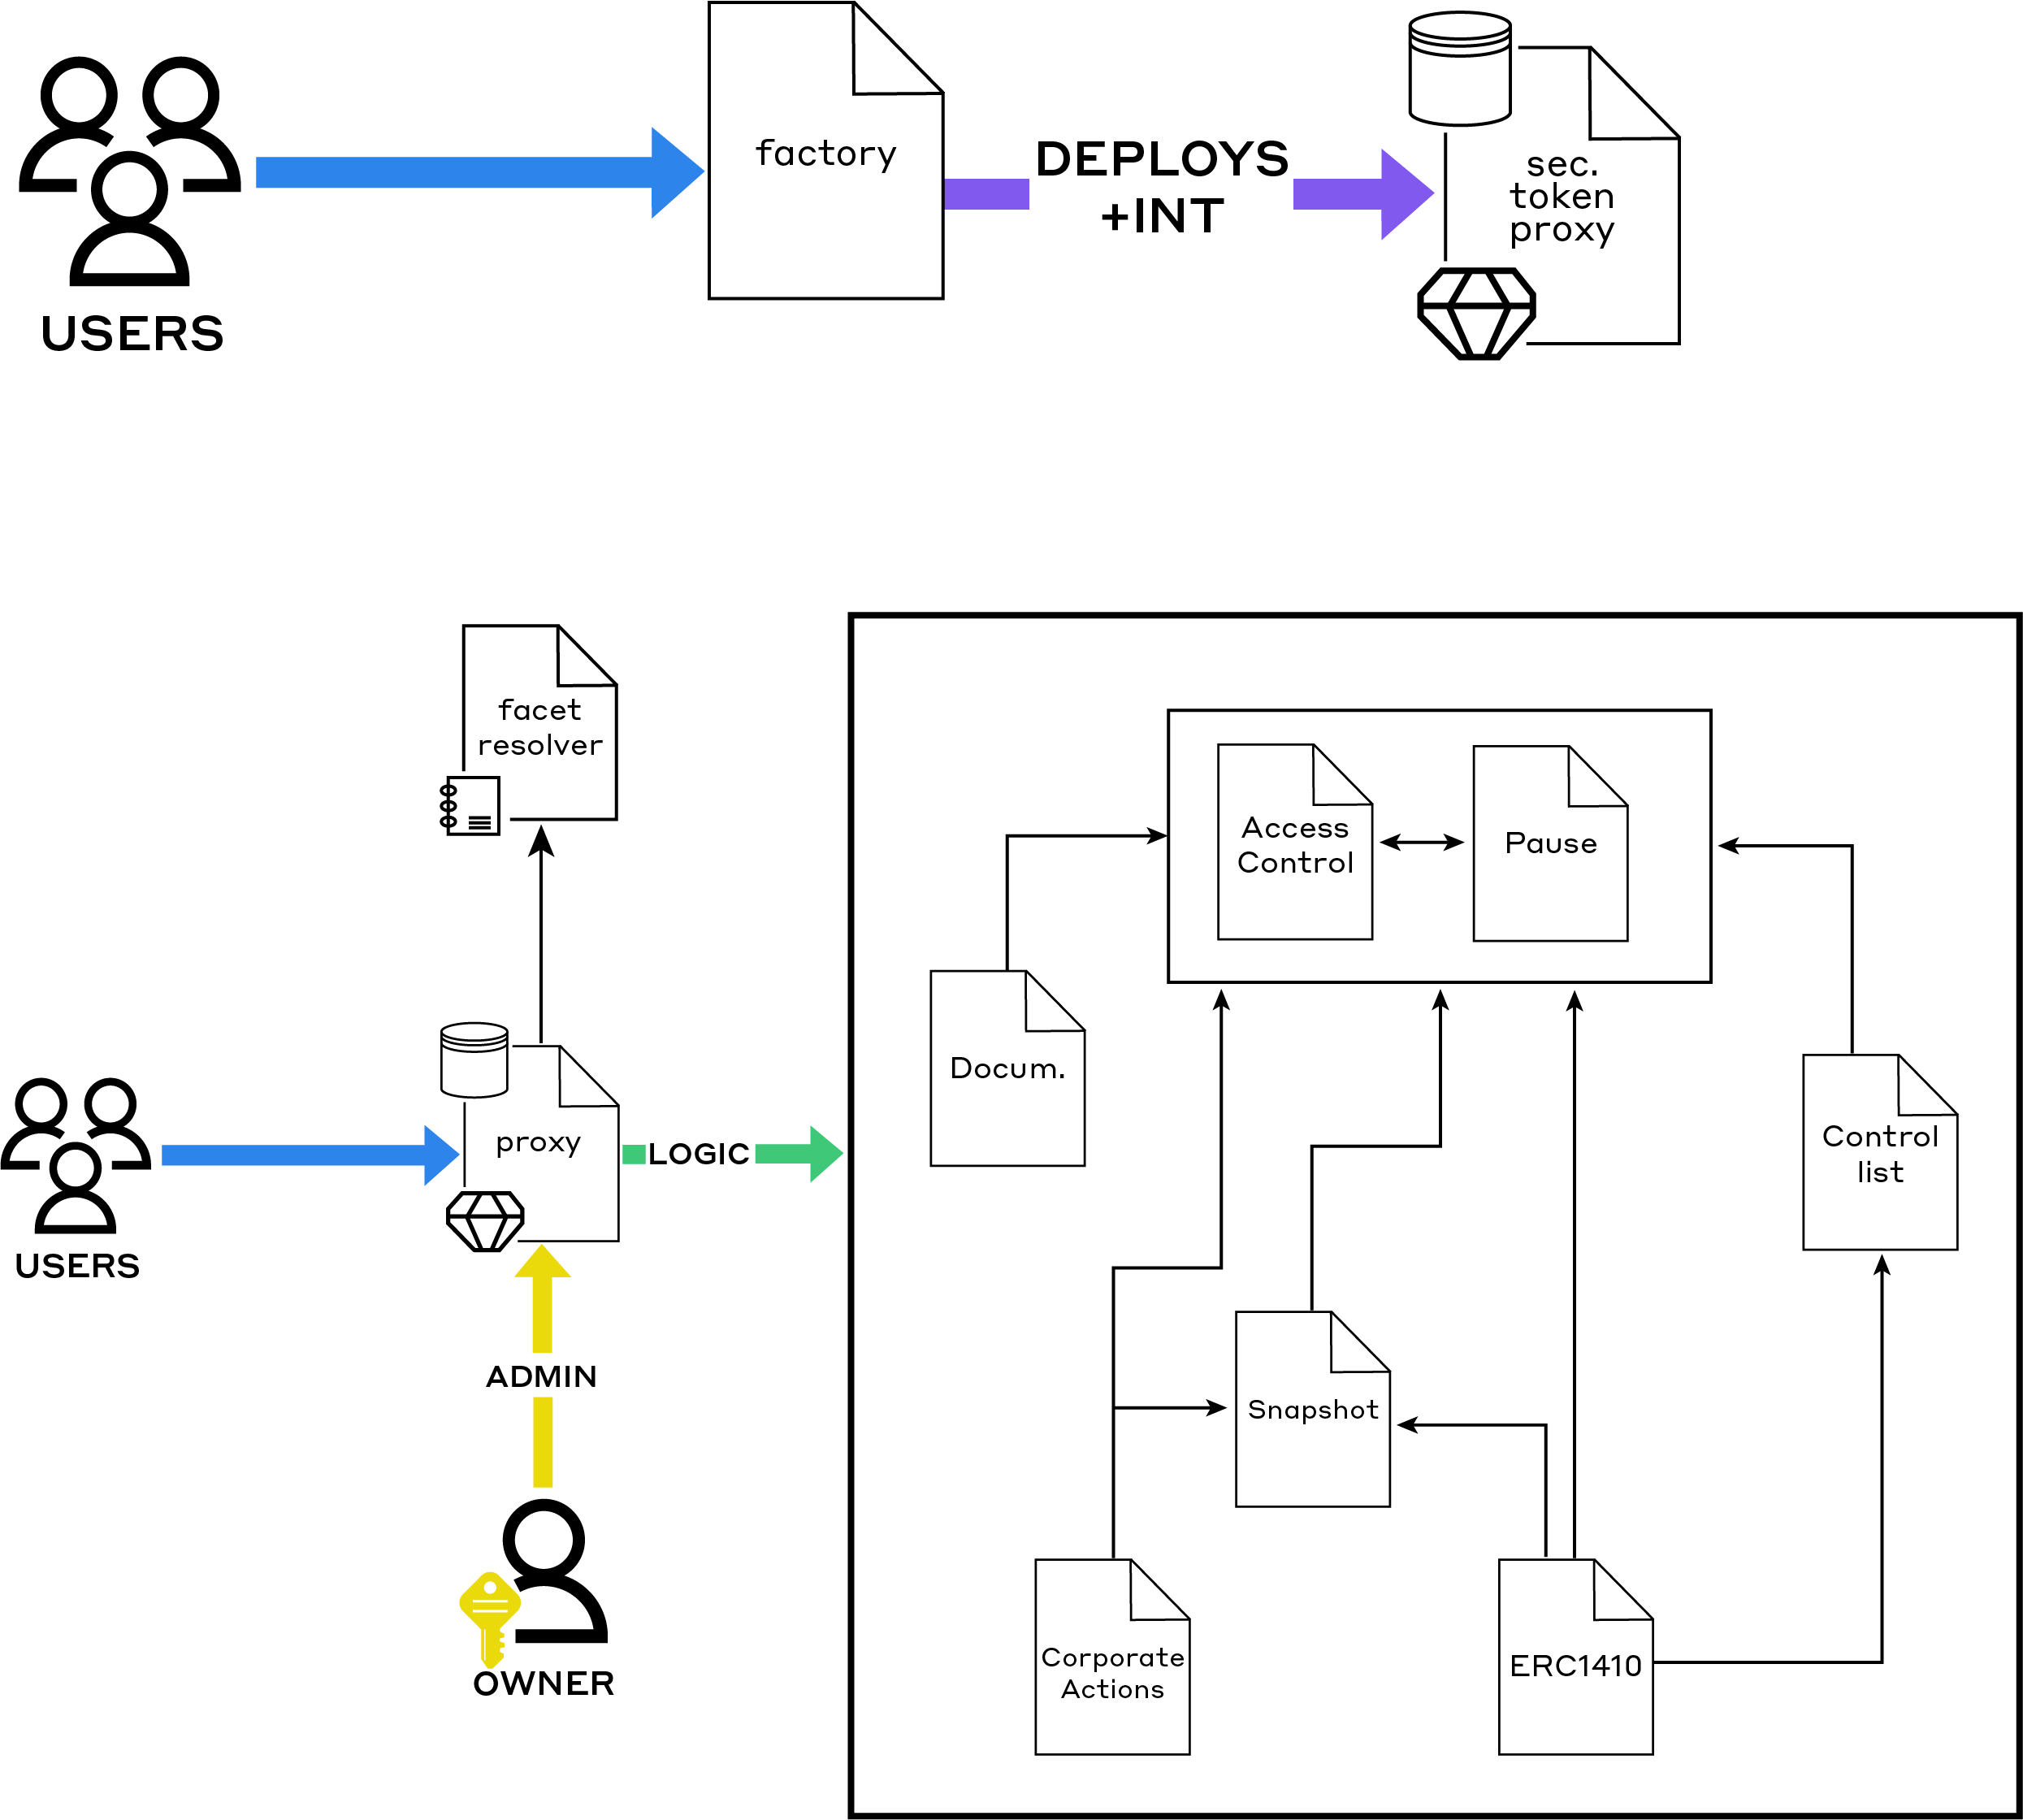 factory
DEPLOYS
+INT
sec.
token
proxy
USERS
facet
resolver
Access
Control
Pause
Docum.
proxy
LOGIC
Control
list
USERS
ADMIN
Snapshot
Corporate
Actions
ERC1410
OWNER